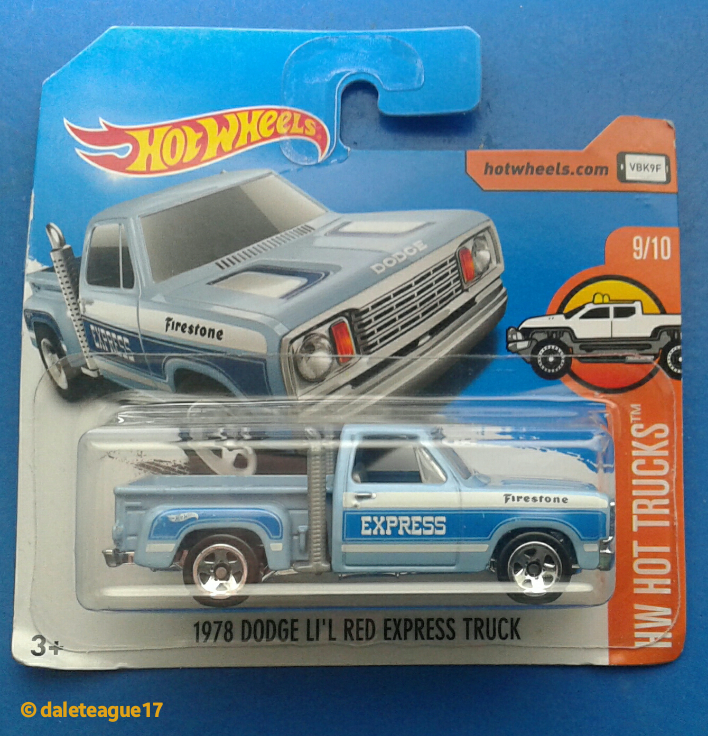 HOT WHEELS
hotwheels.com
VBK9F
9/10
DODGE
Firestone
EXPRESS
HW HOT TRUCKS™
Firestone
EXPRESS
1978 DODGE LI'L RED EXPRESS TRUCK
3+
© daleteague17